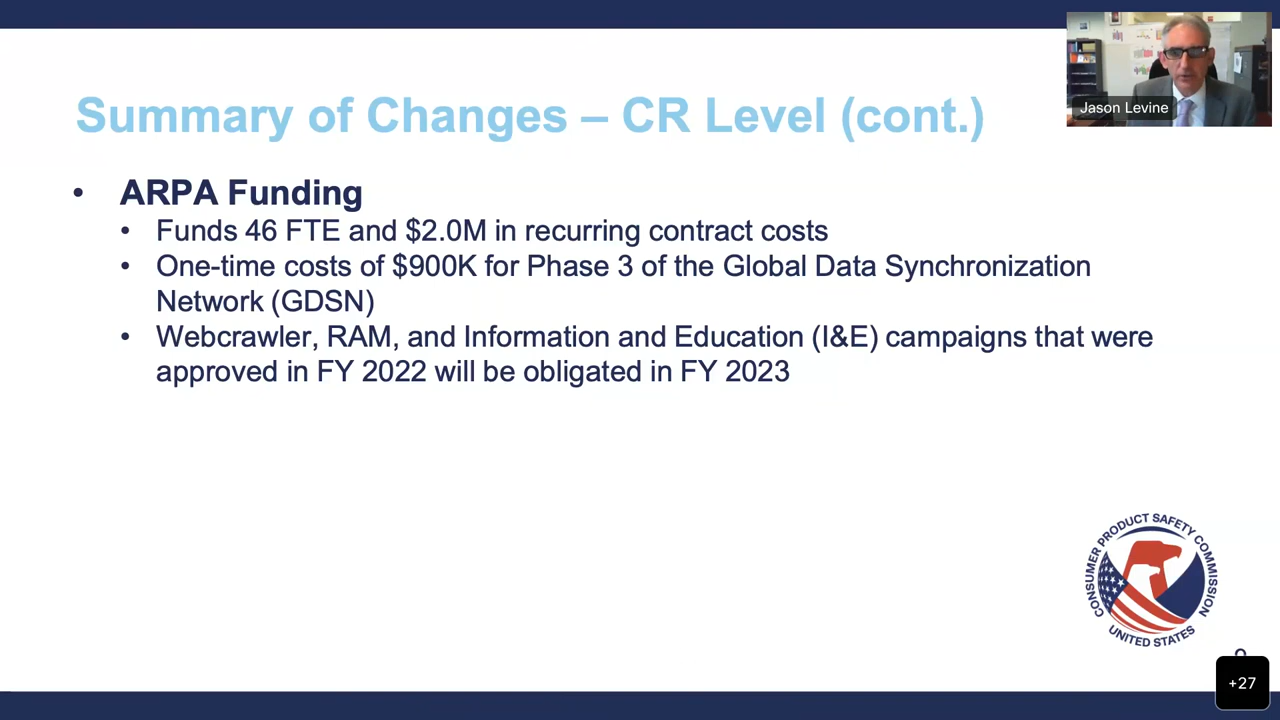 Jason Levine
Summary of Changes – CR Level (cont.)
• ARPA Funding
• Funds 46 FTE and $2.0M in recurring contract costs
• One-time costs of $900K for Phase 3 of the Global Data Synchronization
Network (GDSN)
• Webcrawler, RAM, and Information and Education (I&E) campaigns that were
approved in FY 2022 will be obligated in FY 2023
CONSUMER PRODUCT SAFETY COMMISSION
UNITED STATES
+27